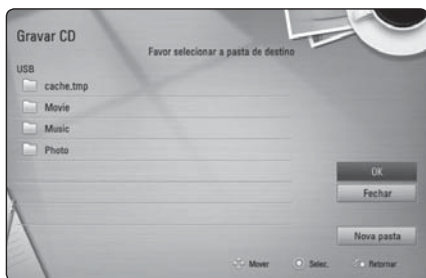 Gravar CD
Favor selecionar a pasta de destino
USB
cache.tmp
Movie
Music
Photo
OK
Fechar
Nova pasta
Mover Selec. Retornar